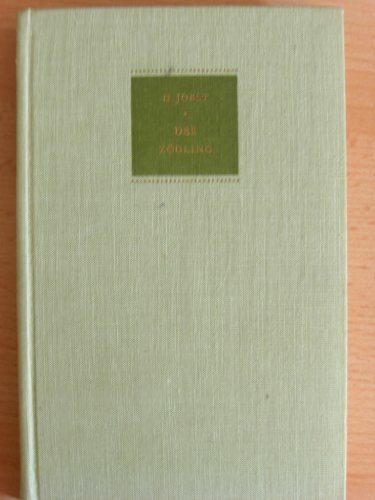 H. JOBST
DER
ZÖGLING